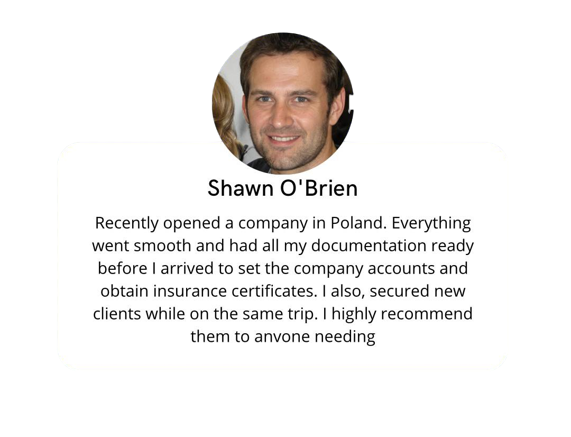 Shawn O'Brien
Recently opened a company in Poland. Everything
went smooth and had all my documentation ready
before I arrived to set the company accounts and
obtain insurance certificates. I also, secured new
clients while on the same trip. I highly recommend
them to anyone needing